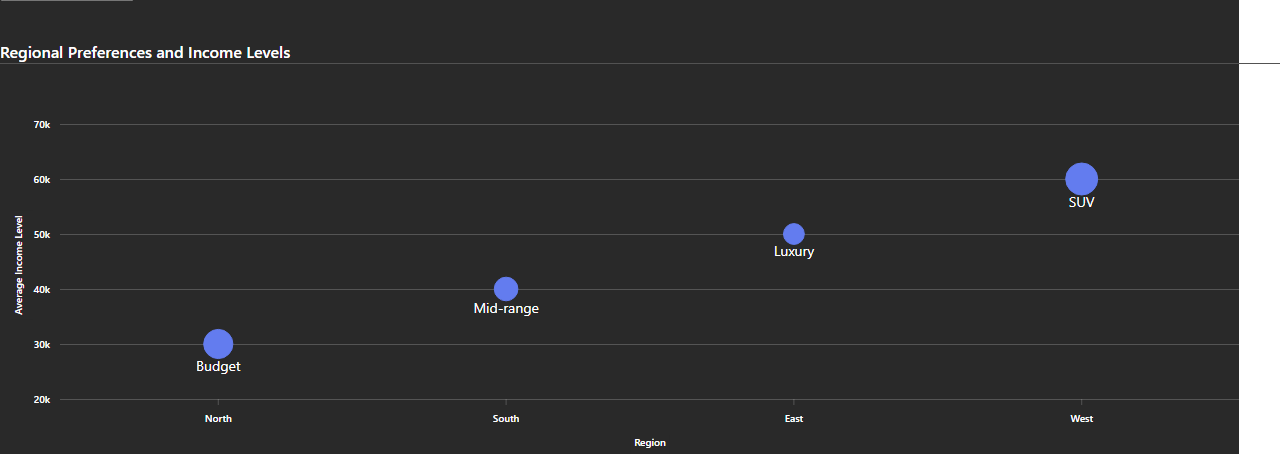 Regional Preferences and Income Levels
70k
60k
50k
40k
30k
20k
Average Income Level
SUV
Luxury
Mid-range
Budget
North
South
East
West
Region